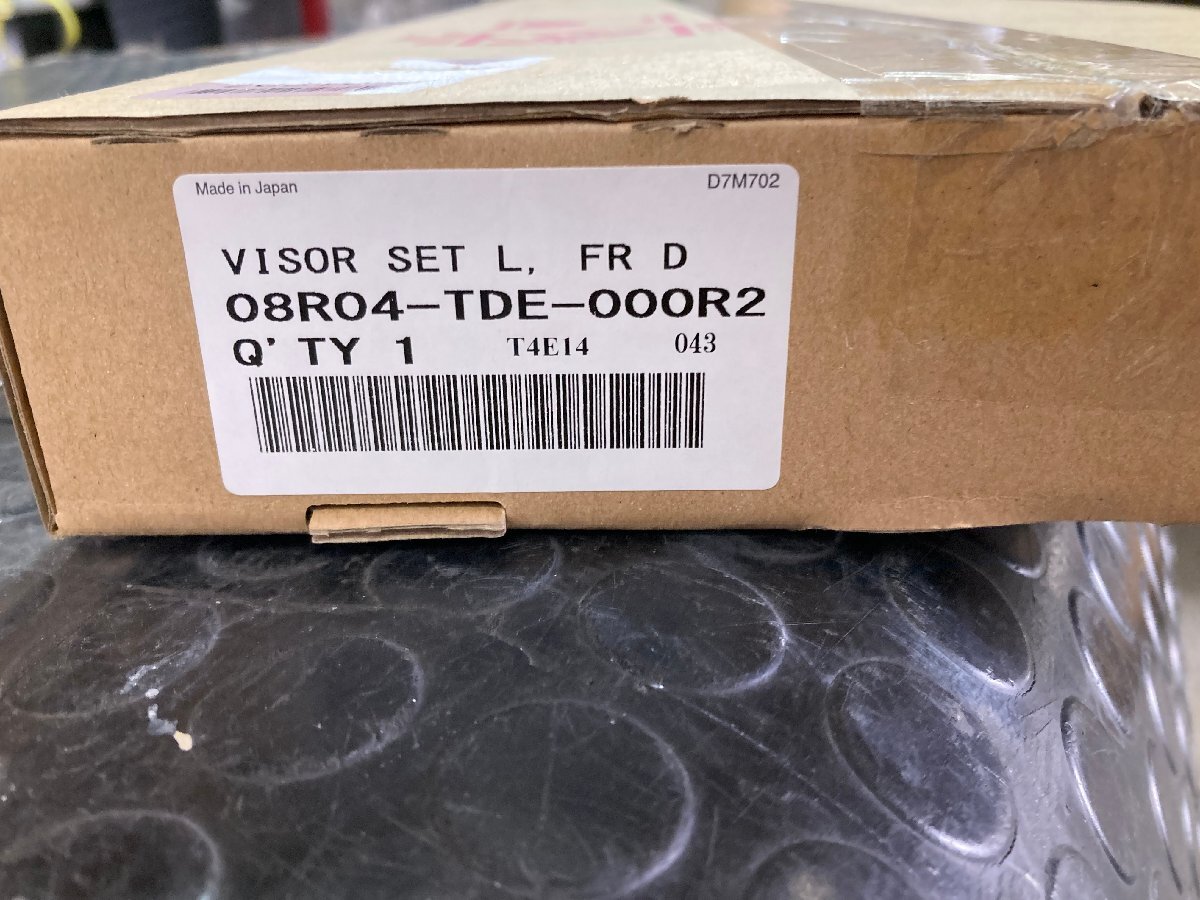 Made in Japan D7M702
VISOR SET L, FR D
08R04-TDE-000R2
Q'TY 1 T4E14 043